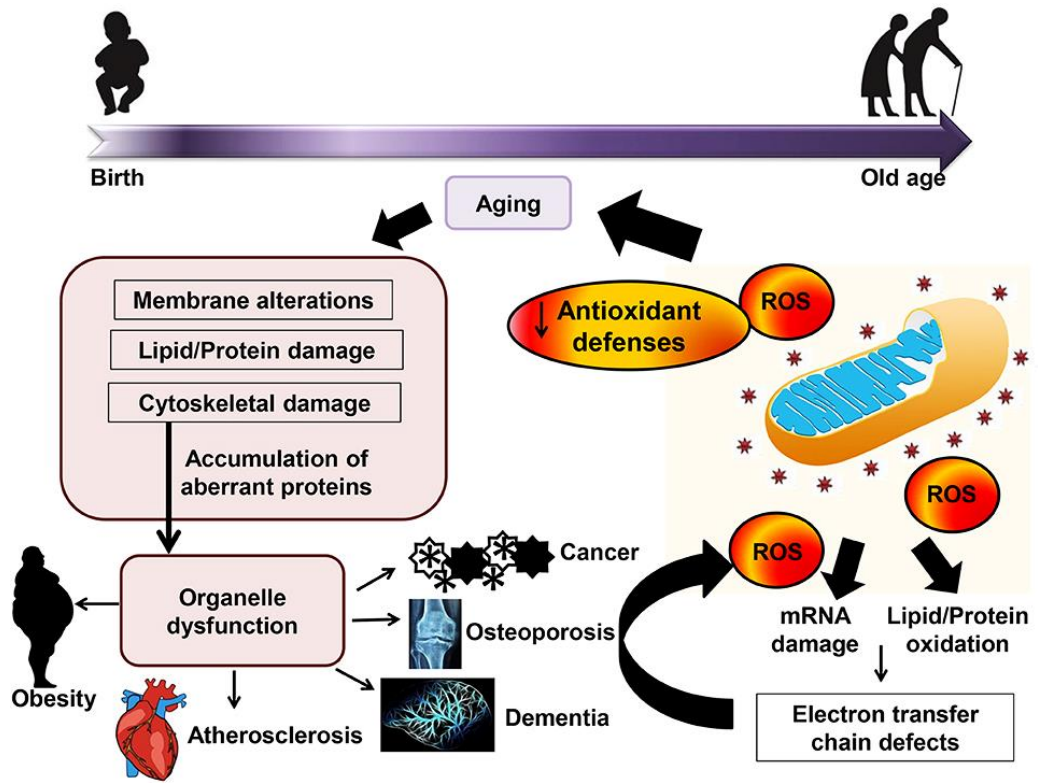 Birth
Old age
Aging
Membrane alterations
Lipid/Protein damage
Cytoskeletal damage
Accumulation of
aberrant proteins
↓ Antioxidant
defenses
ROS
ROS
ROS
mRNA
damage
Lipid/Protein
oxidation
Electron transfer
chain defects
Organelle
dysfunction
Cancer
Osteoporosis
Dementia
Atherosclerosis
Obesity